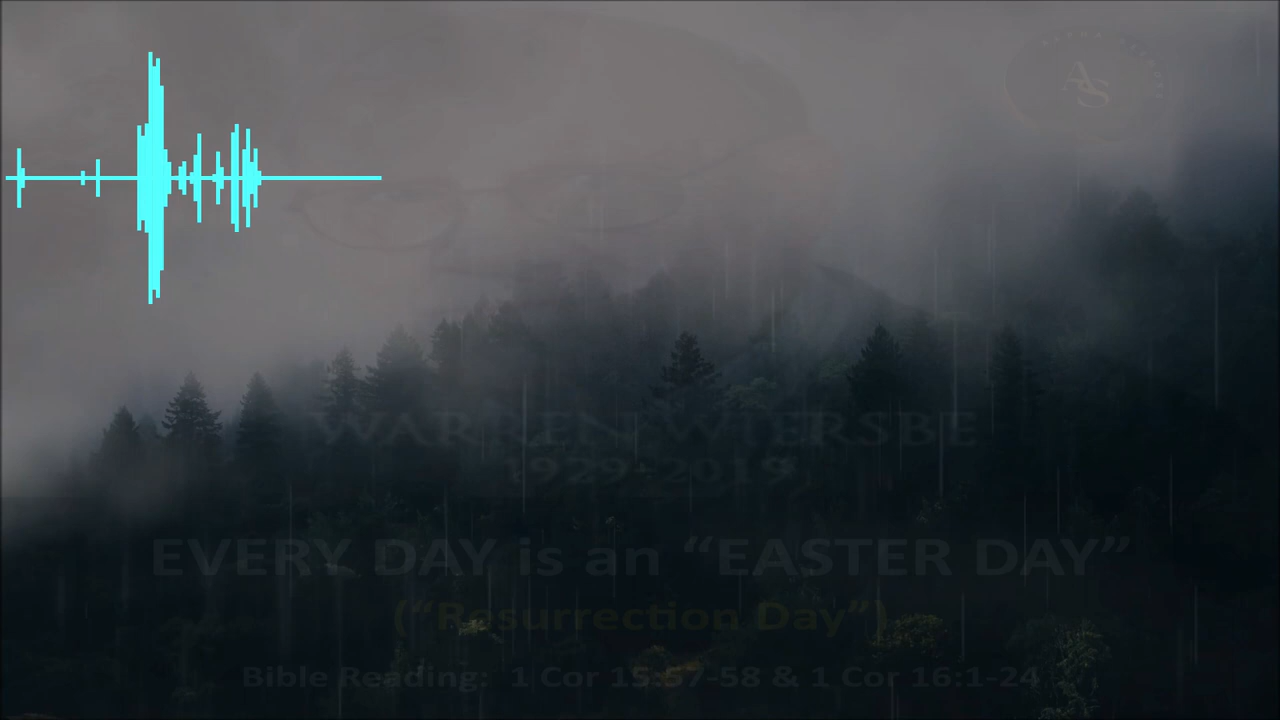 AS
WARREN WIERSBE
1929-2019
EVERY DAY is an “EASTER DAY”
(“Resurrection Day”)
Bible Reading: 1 Cor 15:57-58 & 1 Cor 16:1-24